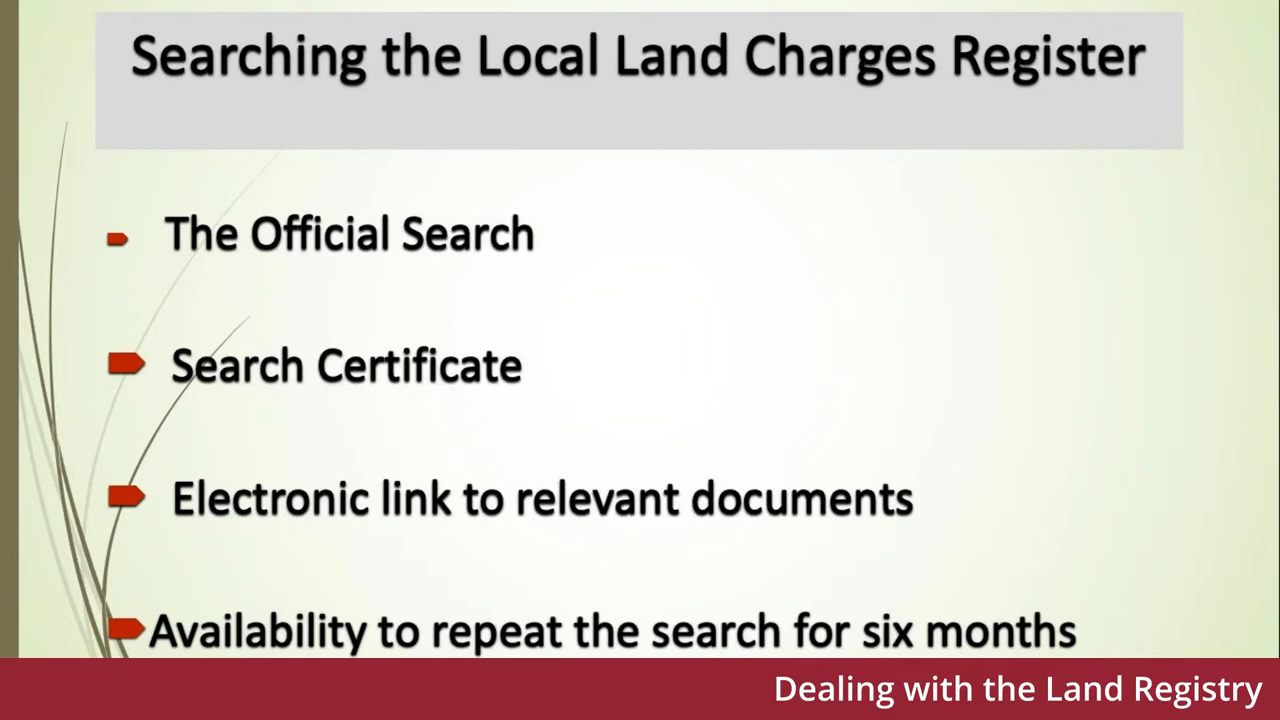 Searching the Local Land Charges Register
The Official Search
Search Certificate
Electronic link to relevant documents
Availability to repeat the search for six months
Dealing with the Land Registry